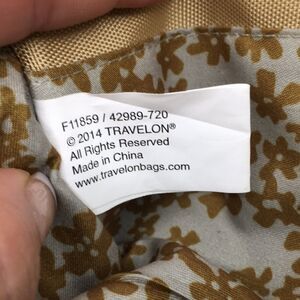 F11859 / 42989-720
© 2014 TRAVELON®
All Rights Reserved
Made in China
www.travelonbags.com